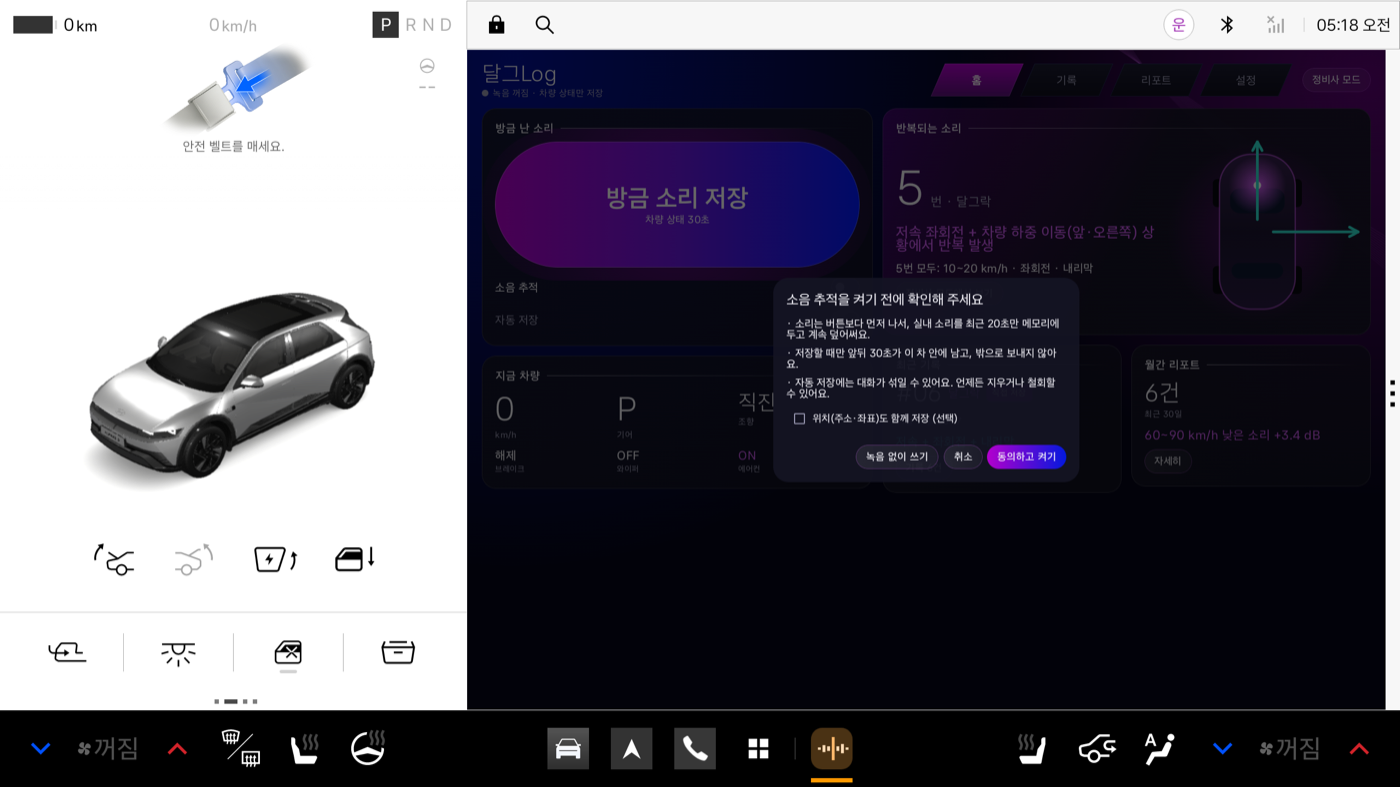 0 km
0 km/h
P R N D
안전 벨트를 매세요.
운
05:18 오전
달그Log
녹음 꺼짐 · 차량 상태만 저장
홈
기록
리포트
설정
정비사 모드
방금 난 소리
방금 소리 저장
차량 상태 30초
소음 추적
자동 저장
반복되는 소리
5 번 · 달그락
저속 좌회전 + 차량 하중 이동(앞·오른쪽) 상
황에서 반복 발생
5번 모두: 10~20 km/h · 좌회전 · 내리막
소음 추적을 켜기 전에 확인해 주세요
· 소리는 버튼보다 먼저 나서, 실내 소리를 최근 20초만 메모리에
두고 계속 덮어써요.
· 저장할 때만 앞뒤 30초가 이 차 안에 남고, 밖으로 보내지 않아
요.
· 자동 저장에는 대화가 섞일 수 있어요. 언제든 지우거나 철회할
수 있어요.
위치(주소·좌표)도 함께 저장 (선택)
녹음 없이 쓰기
취소
동의하고 켜기
지금 차량
0
km/h
P
기어
직진
조향
해제
브레이크
OFF
와이퍼
ON
에어컨
월간 리포트
6건
최근 30일
60~90 km/h 낮은 소리 +3.4 dB
자세히
꺼짐
A
꺼짐